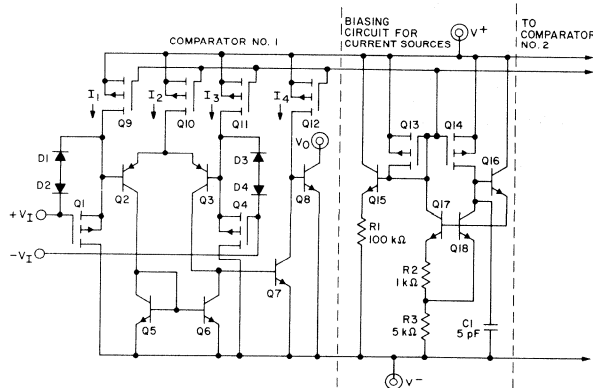 COMPARATOR NO. 1
BIASING
CIRCUIT FOR
CURRENT SOURCES
V+
TO
COMPARATOR
NO. 2
I1
I2
I3
I4
Q9
Q10
Q11
Q12
Q13
Q14
Q16
VO
D1
D2
D3
D4
Q1
Q2
Q3
Q4
Q8
Q15
Q17
Q18
+VI
-VI
R1
100 kΩ
R2
1 kΩ
R3
5 kΩ
C1
5 pF
Q5
Q6
Q7
V-